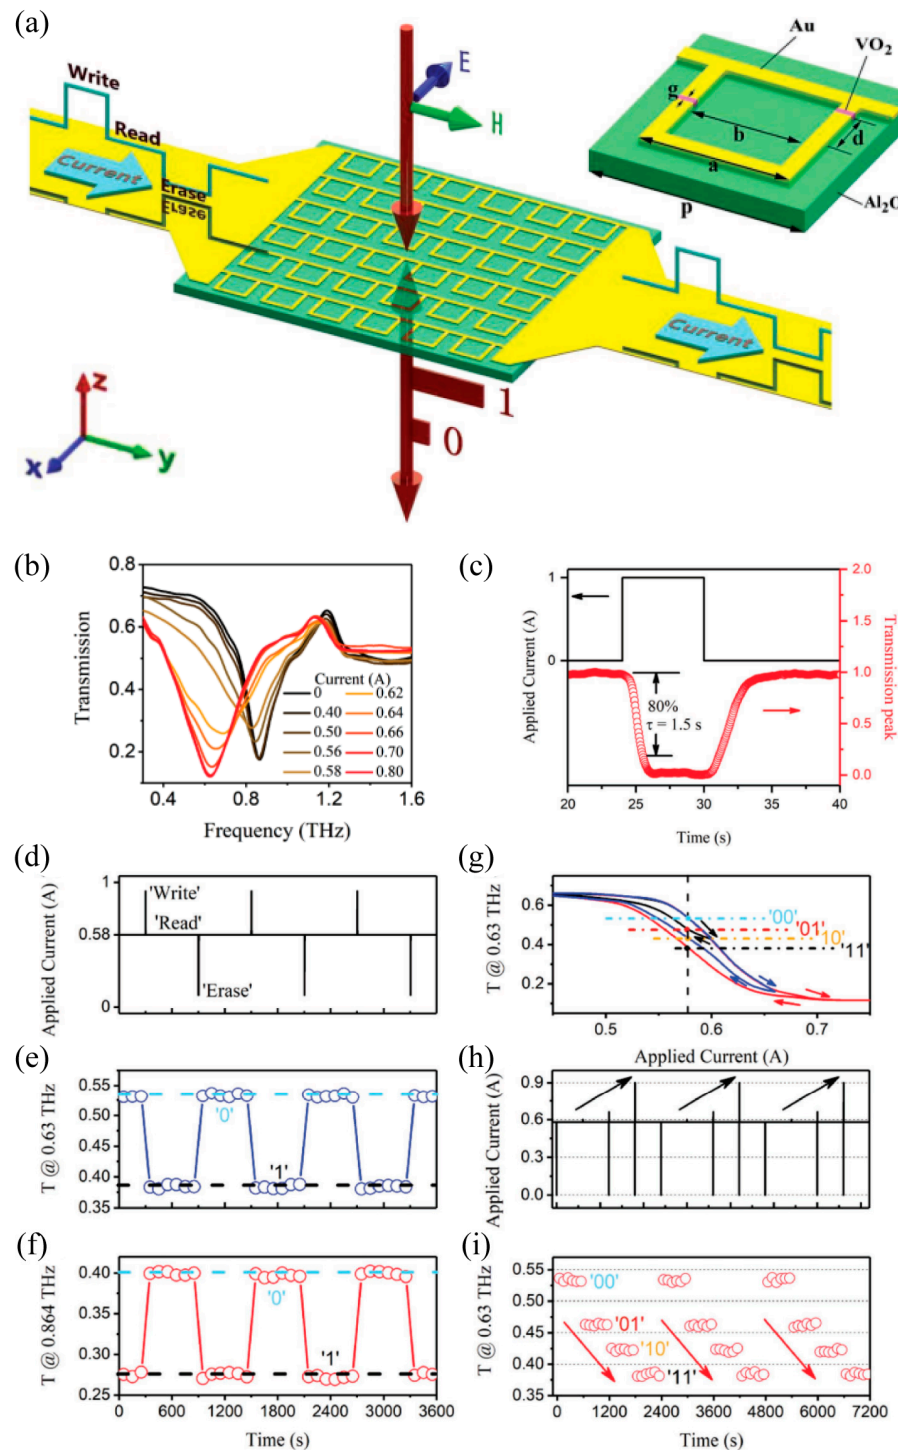 (a)
Write
Read
Erase
Erase
Current
E
H
Au
VO₂
g
b
d
a
p
Al₂O
Current
1
0
z
x
y
(b)
Transmission
0.8
0.6
0.4
0.2
Current (A)
0 0.62
0.40 0.64
0.50 0.66
0.56 0.70
0.58 0.80
0.4 0.8 1.2 1.6
Frequency (THz)
(c)
Applied Current (A)
1
0
2.0
1.5
1.0
0.5
0.0
Transmission peak
80%
τ = 1.5 s
20 25 30 35 40
Time (s)
(d)
Applied Current (A)
1
0.58
0
'Write'
'Read'
'Erase'
(g)
T @ 0.63 THz
0.6
0.4
0.2
'00'
'01'
'10'
'11'
0.5 0.6 0.7
Applied Current (A)
(e)
T @ 0.63 THz
0.55
0.50
0.45
0.40
0.35
'0'
'1'
(h)
Applied Current (A)
0.9
0.6
0.3
0.0
(f)
T @ 0.864 THz
0.40
0.35
0.30
0.25
'0'
'1'
0 600 1200 1800 2400 3000 3600
Time (s)
(i)
T @ 0.63 THz
0.55
0.50
0.45
0.40
0.35
'00'
'01'
'10'
'11'
0 1200 2400 3600 4800 6000 7200
Time (s)